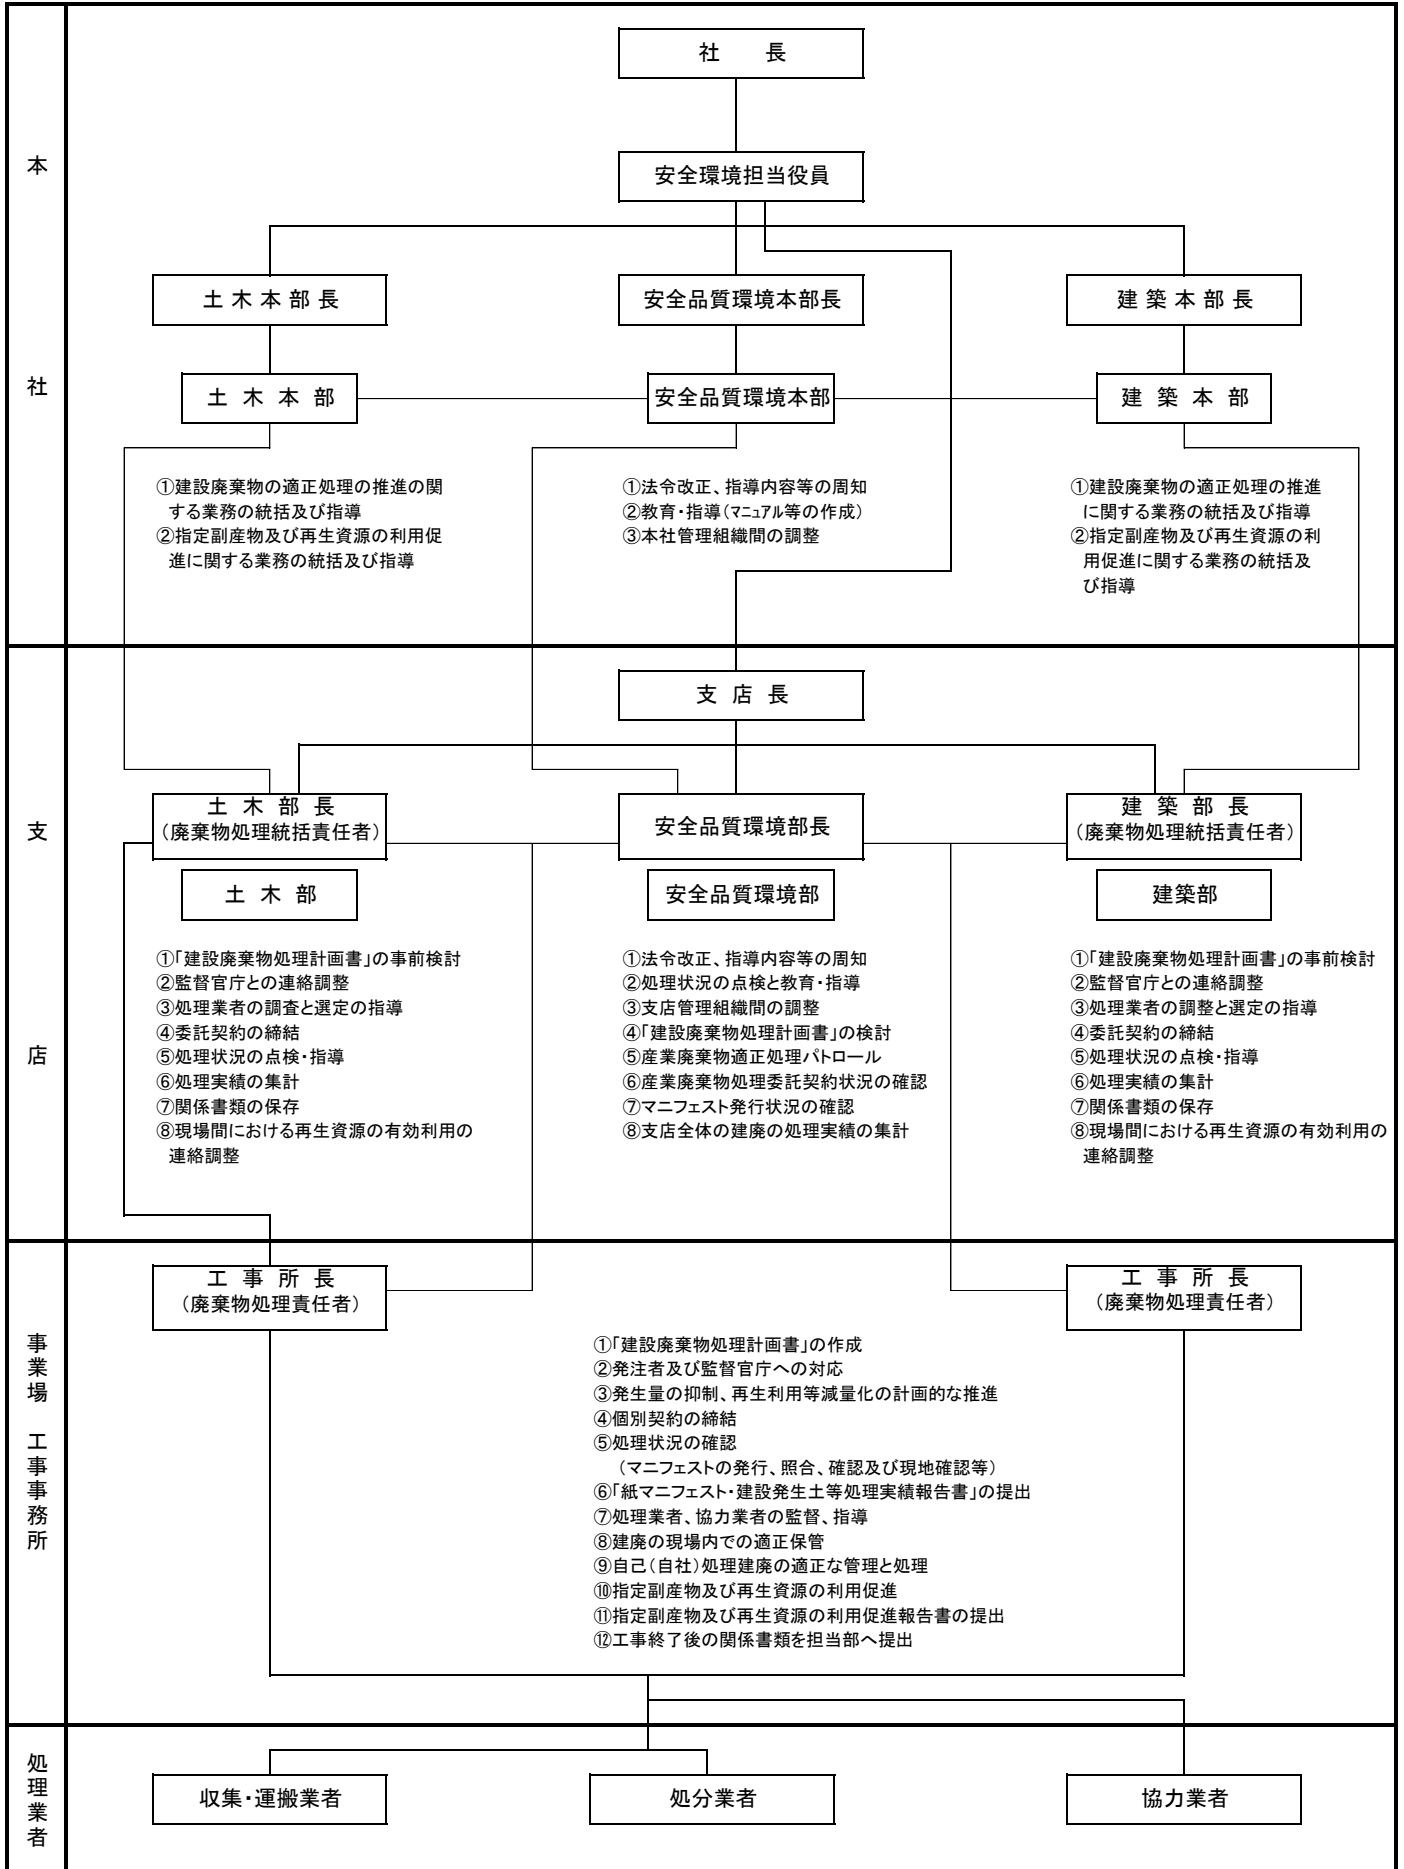 本社
社　長
安全環境担当役員
土木本部長
安全品質環境本部長
建築本部長
土木本部
安全品質環境本部
建築本部
①建設廃棄物の適正処理の推進の関
する業務の統括及び指導
②指定副産物及び再生資源の利用促
進に関する業務の統括及び指導
①法令改正、指導内容等の周知
②教育・指導（マニュアル等の作成）
③本社管理組織間の調整
①建設廃棄物の適正処理の推進
に関する業務の統括及び指導
②指定副産物及び再生資源の利
用促進に関する業務の統括及
び指導
支店
支店長
土木部長
（廃棄物処理統括責任者）
安全品質環境部長
建築部長
（廃棄物処理統括責任者）
土木部
安全品質環境部
建築部
①「建設廃棄物処理計画書」の事前検討
②監督官庁との連絡調整
③処理業者の調査と選定の指導
④委託契約の締結
⑤処理状況の点検・指導
⑥処理実績の集計
⑦関係書類の保存
⑧現場間における再生資源の有効利用の
連絡調整
①法令改正、指導内容等の周知
②処理状況の点検と教育・指導
③支店管理組織間の調整
④「建設廃棄物処理計画書」の検討
⑤産業廃棄物適正処理パトロール
⑥産業廃棄物処理委託契約状況の確認
⑦マニフェスト発行状況の確認
⑧支店全体の建廃の処理実績の集計
①「建設廃棄物処理計画書」の事前検討
②監督官庁との連絡調整
③処理業者の調整と選定の指導
④委託契約の締結
⑤処理状況の点検・指導
⑥処理実績の集計
⑦関係書類の保存
⑧現場間における再生資源の有効利用の
連絡調整
事業場　工事事務所
工事所長
（廃棄物処理責任者）
工事所長
（廃棄物処理責任者）
①「建設廃棄物処理計画書」の作成
②発注者及び監督官庁への対応
③発生量の抑制、再生利用等減量化の計画的な推進
④個別契約の締結
⑤処理状況の確認
（マニフェストの発行、照合、確認及び現地確認等）
⑥「紙マニフェスト・建設発生土等処理実績報告書」の提出
⑦処理業者、協力業者の監督、指導
⑧建廃の現場内での適正保管
⑨自己（自社）処理建廃の適正な管理と処理
⑩指定副産物及び再生資源の利用促進
⑪指定副産物及び再生資源の利用促進報告書の提出
⑫工事終了後の関係書類を担当部へ提出
処理業者
収集・運搬業者
処分業者
協力業者